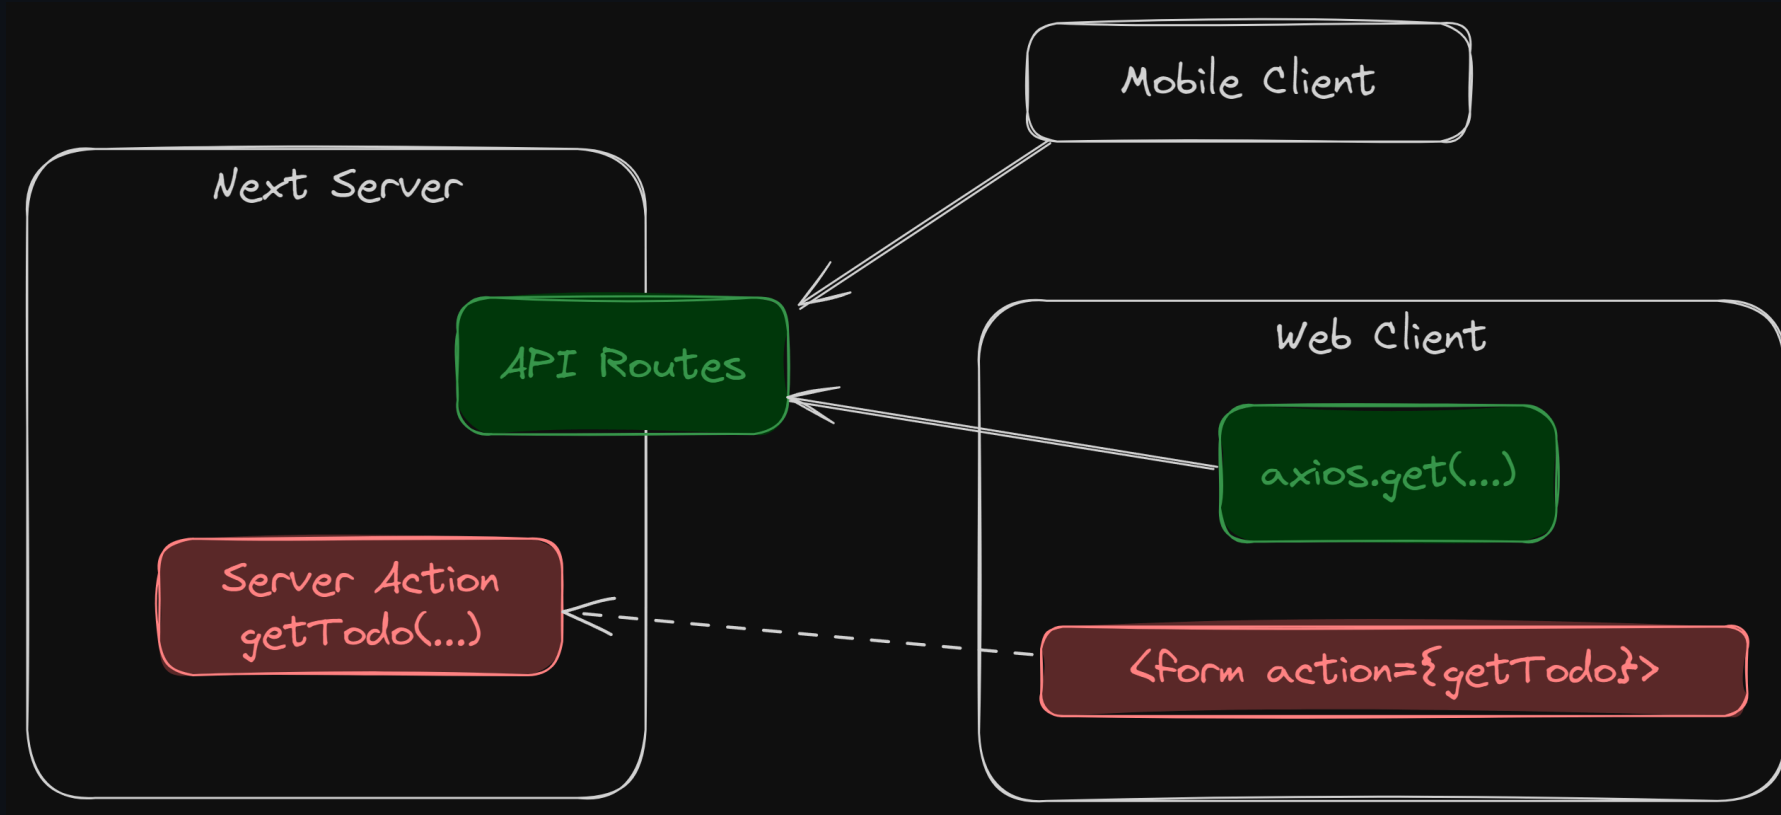 Mobile Client
Next Server
API Routes
Web Client
axios.get(...)
Server Action
getTodo(...)
<form action={getTodo}>